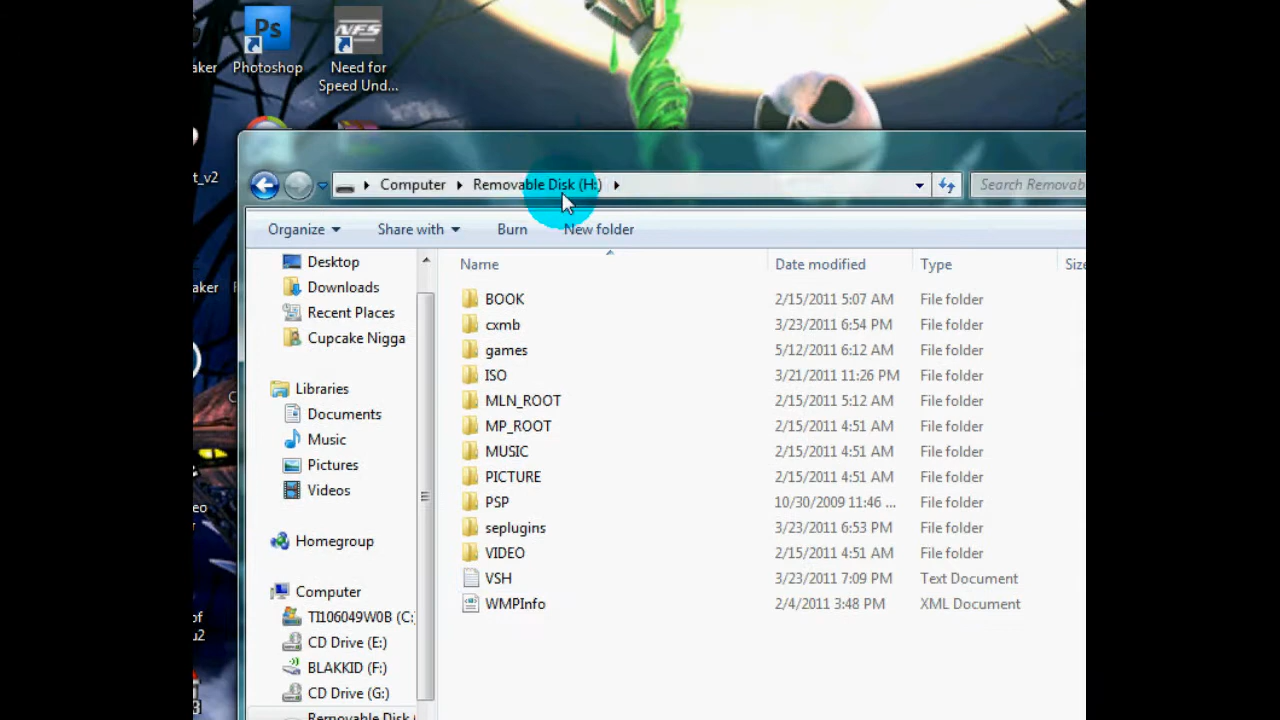 Ps
NFS
aker
Photoshop
Need for
Speed Und...
t_v2
Computer
Removable Disk (H:)
Search Removab
Organize
Share with
Burn
New folder
Name
Date modified
Type
Size
Desktop
Downloads
Recent Places
Cupcake Nigga
Libraries
Documents
Music
Pictures
Videos
Homegroup
Computer
TI106049W0B (C:
CD Drive (E:)
BLAKKID (F:)
CD Drive (G:)
Removable Disk (
BOOK 2/15/2011 5:07 AM File folder
cxmb 3/23/2011 6:54 PM File folder
games 5/12/2011 6:12 AM File folder
ISO 3/21/2011 11:26 PM File folder
MLN_ROOT 2/15/2011 5:12 AM File folder
MP_ROOT 2/15/2011 4:51 AM File folder
MUSIC 2/15/2011 4:51 AM File folder
PICTURE 2/15/2011 4:51 AM File folder
PSP 10/30/2009 11:46 ... File folder
seplugins 3/23/2011 6:53 PM File folder
VIDEO 2/15/2011 4:51 AM File folder
VSH 3/23/2011 7:09 PM Text Document
WMPInfo 2/4/2011 3:48 PM XML Document
aker
eo
of
u2